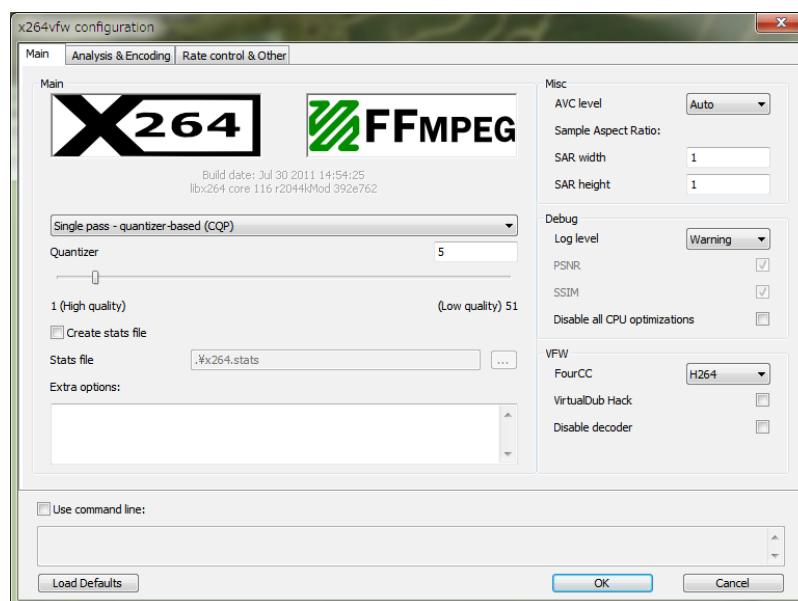 x264vfw configuration
Main
Analysis & Encoding
Rate control & Other
Main
X264
FFMPEG
Build date: Jul 30 2011 14:54:25
libx264 core 116 r2044kMod 392e762
Single pass - quantizer-based (CQP)
Quantizer
5
1 (High quality)
(Low quality) 51
Create stats file
Stats file
.¥x264.stats
...
Extra options:
Misc
AVC level
Auto
Sample Aspect Ratio:
SAR width
1
SAR height
1
Debug
Log level
Warning
PSNR
SSIM
Disable all CPU optimizations
VFW
FourCC
H264
VirtualDub Hack
Disable decoder
Use command line:
Load Defaults
OK
Cancel